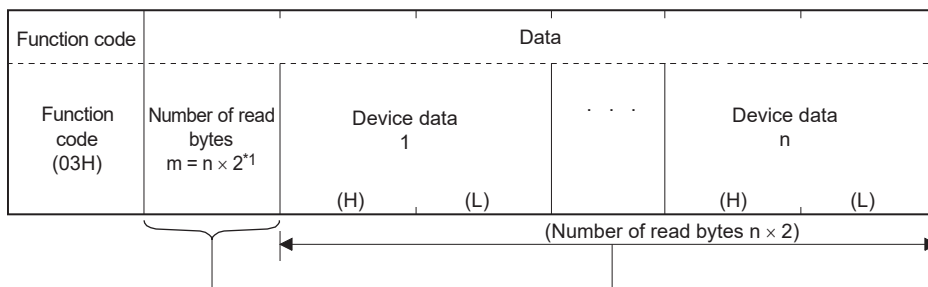 Function code
Data
Function
code
(03H)
Number of read
bytes
m = n × 2*1
Device data
1
(H)
(L)
. . .
Device data
n
(H)
(L)
(Number of read bytes n × 2)